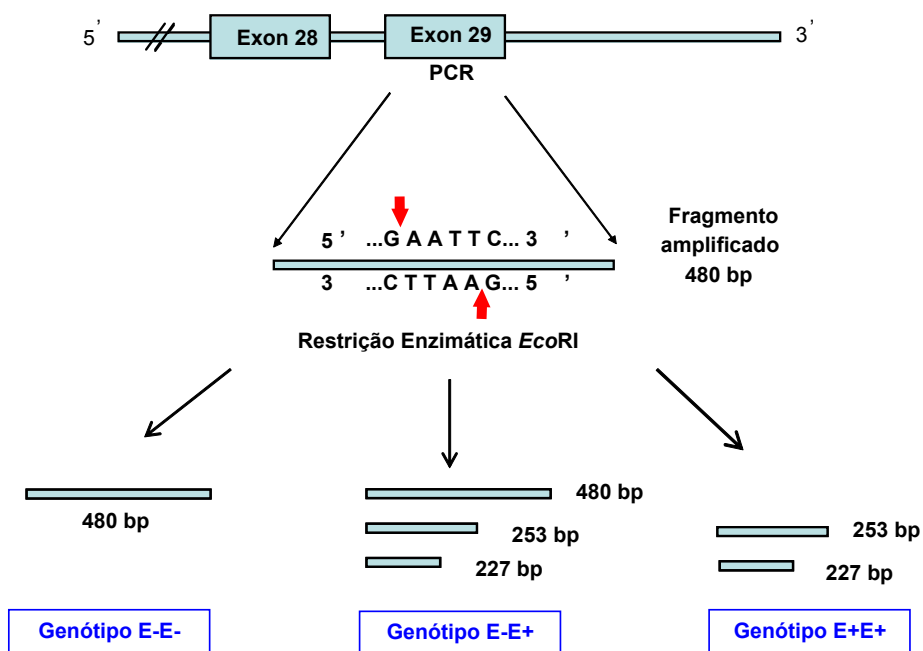 5 ' Exon 28 Exon 29 3 '
PCR
5 ' ...G A A T T C... 3 '
3 ...C T T A A G... 5 '
Fragmento
amplificado
480 bp
Restrição Enzimática EcoRI
480 bp
480 bp
253 bp
227 bp
253 bp
227 bp
Genótipo E-E-
Genótipo E-E+
Genótipo E+E+